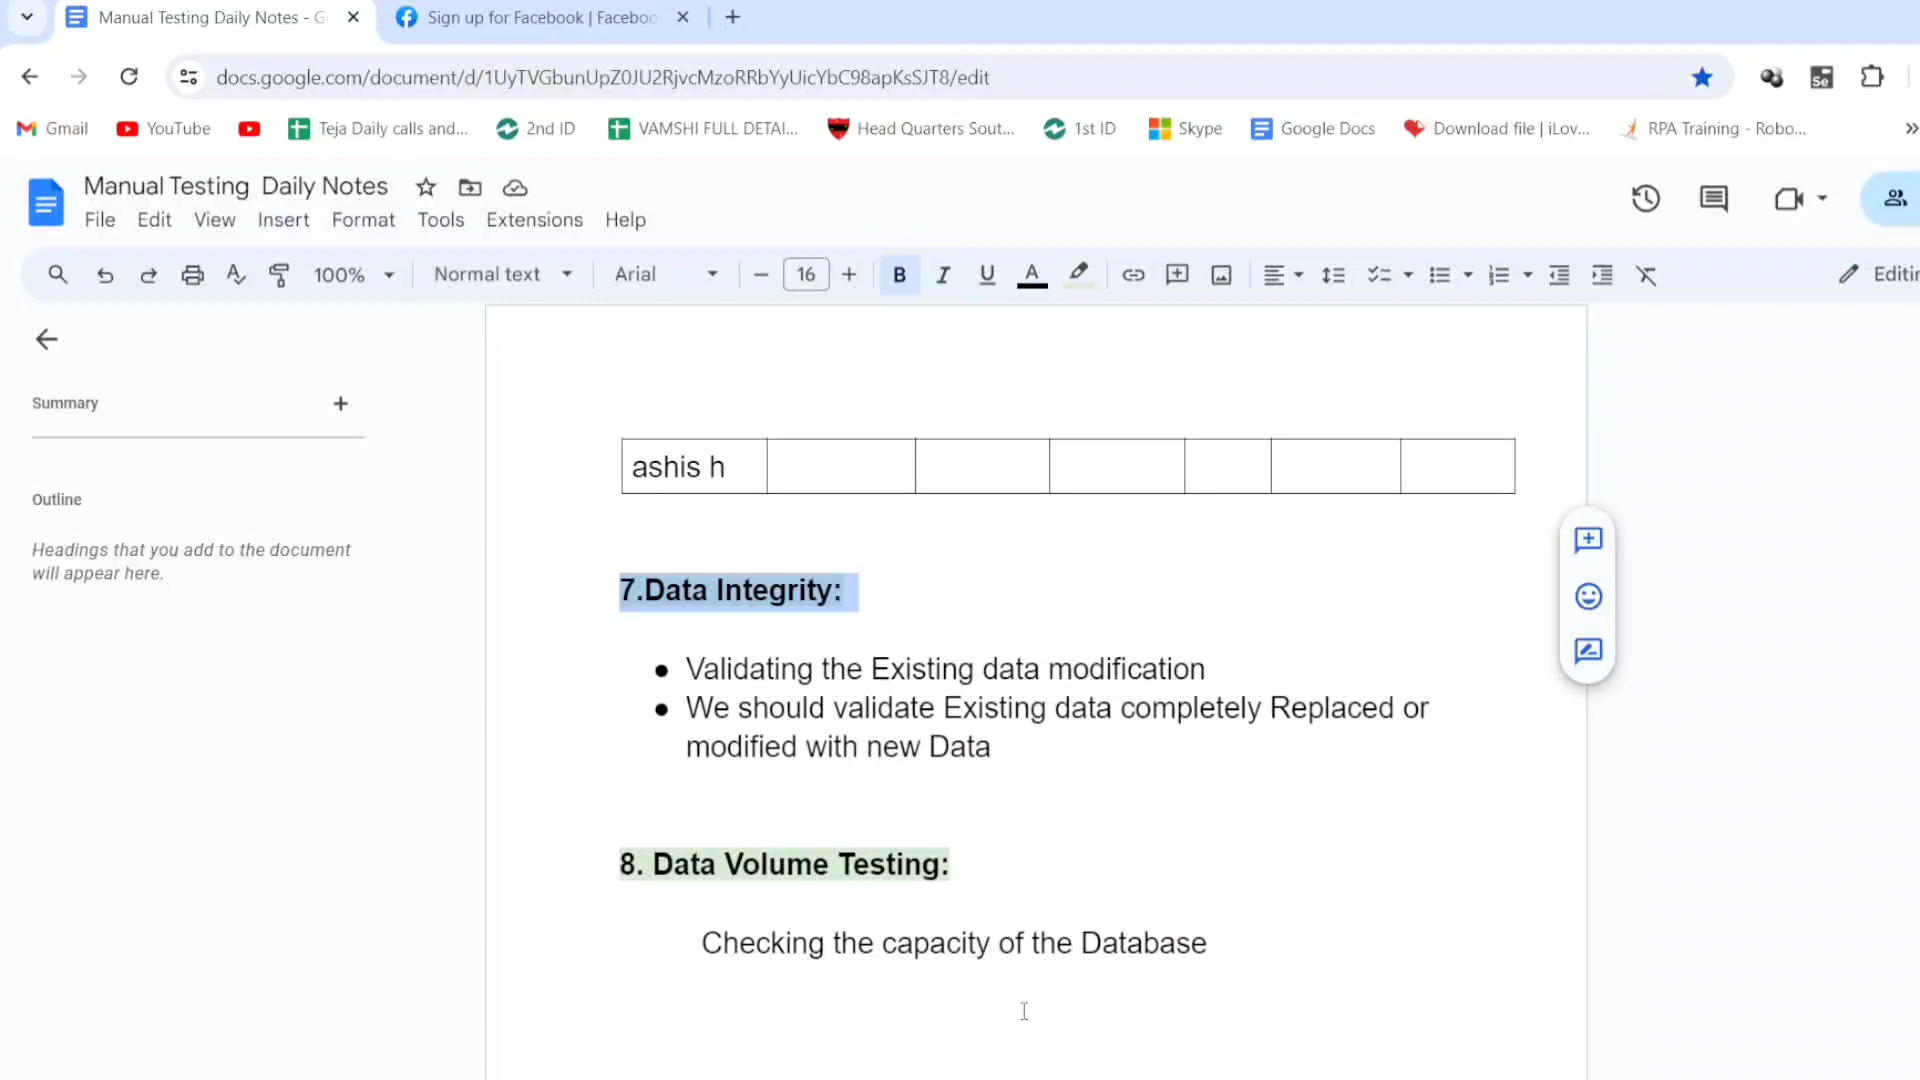 Manual Testing Daily Notes - G
Sign up for Facebook | Faceboo
docs.google.com/document/d/1UyTVGbunUpZ0JU2RjvcMzoRRbYyUicYbC98apKsSJT8/edit
Se
Gmail
YouTube
Teja Daily calls and...
2nd ID
VAMSHI FULL DETAI...
Head Quarters Sout...
1st ID
Skype
Google Docs
Download file | iLov...
RPA Training - Robo...
Manual Testing Daily Notes
File Edit View Insert Format Tools Extensions Help
100% Normal text Arial 16 B I U A Editin
Summary
Outline
Headings that you add to the document
will appear here.
ashis h
7.Data Integrity:
● Validating the Existing data modification
● We should validate Existing data completely Replaced or
modified with new Data
8. Data Volume Testing:
Checking the capacity of the Database